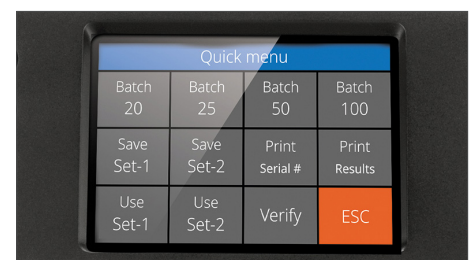 Quick menu
Batch 20
Batch 25
Batch 50
Batch 100
Save Set-1
Save Set-2
Print Serial #
Print Results
Use Set-1
Use Set-2
Verify
ESC